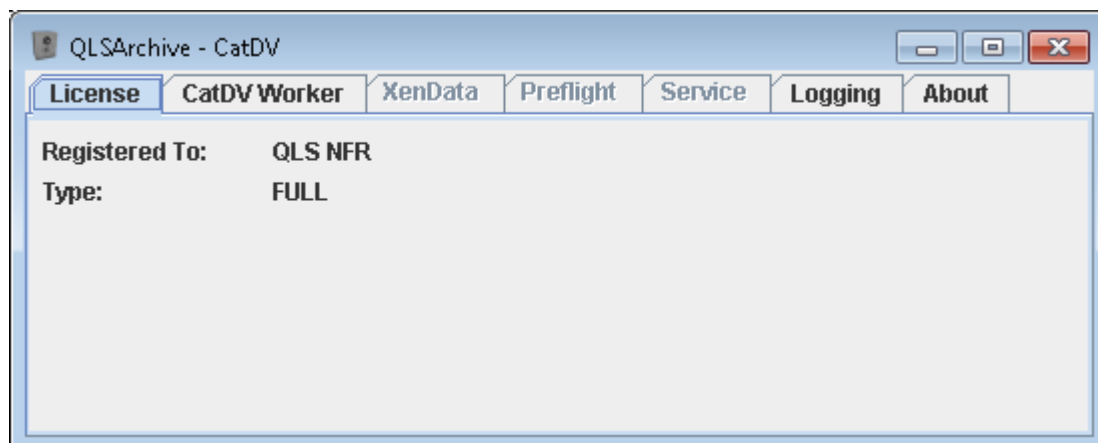 QLSArchive - CatDV
License CatDV Worker XenData Preflight Service Logging About
Registered To: QLS NFR
Type: FULL